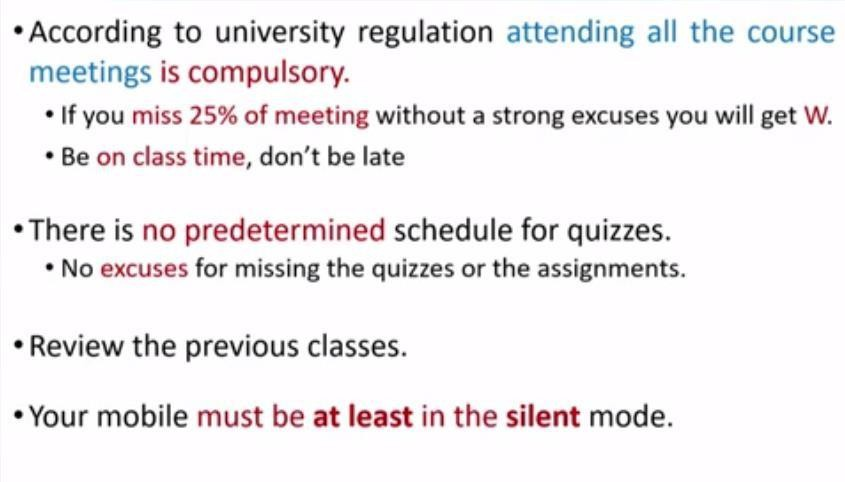 •According to university regulation attending all the course
meetings is compulsory.
• If you miss 25% of meeting without a strong excuses you will get W.
• Be on class time, don't be late
•There is no predetermined schedule for quizzes.
• No excuses for missing the quizzes or the assignments.
•Review the previous classes.
•Your mobile must be at least in the silent mode.